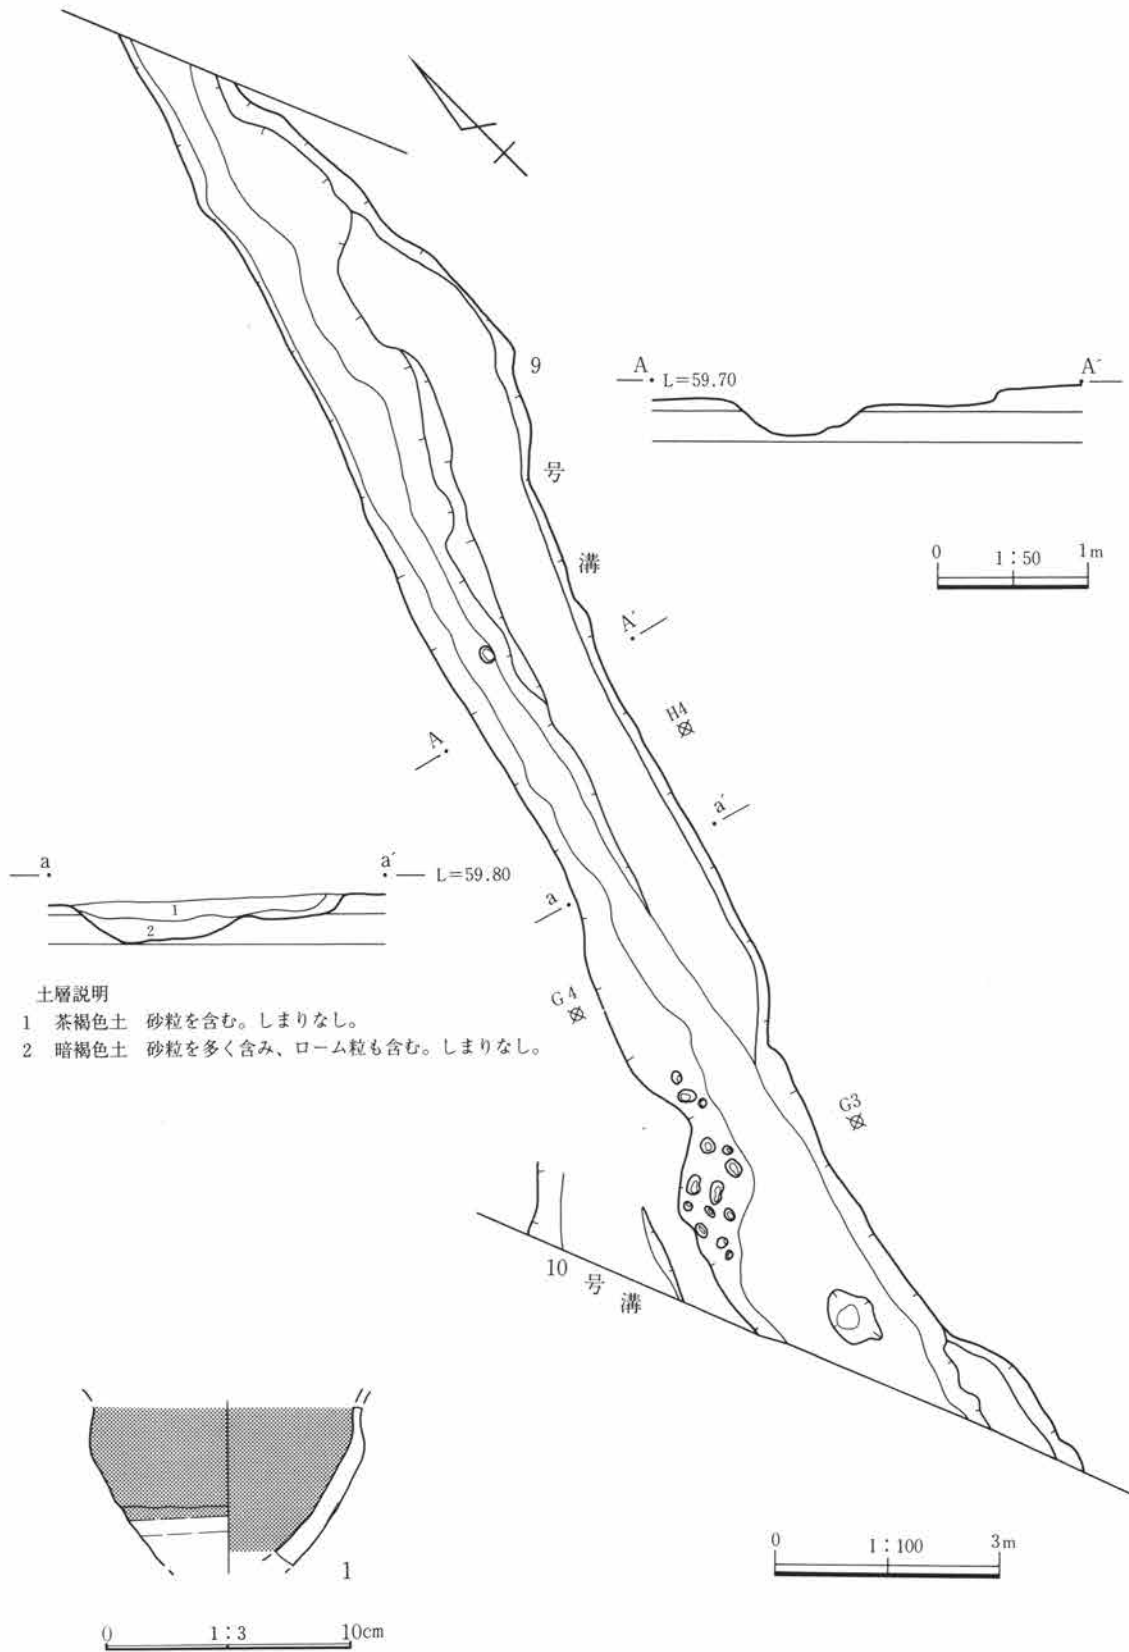 9
号
溝
A L=59.70 A´
0 1:50 1m
A´
H4
A
a´
a a´ L=59.80
1
2
a
土層説明
1 茶褐色土 砂粒を含む。しまりなし。
2 暗褐色土 砂粒を多く含み、ローム粒も含む。しまりなし。
G4
G3
10
号
溝
1
0 1:100 3m
0 1:3 10cm